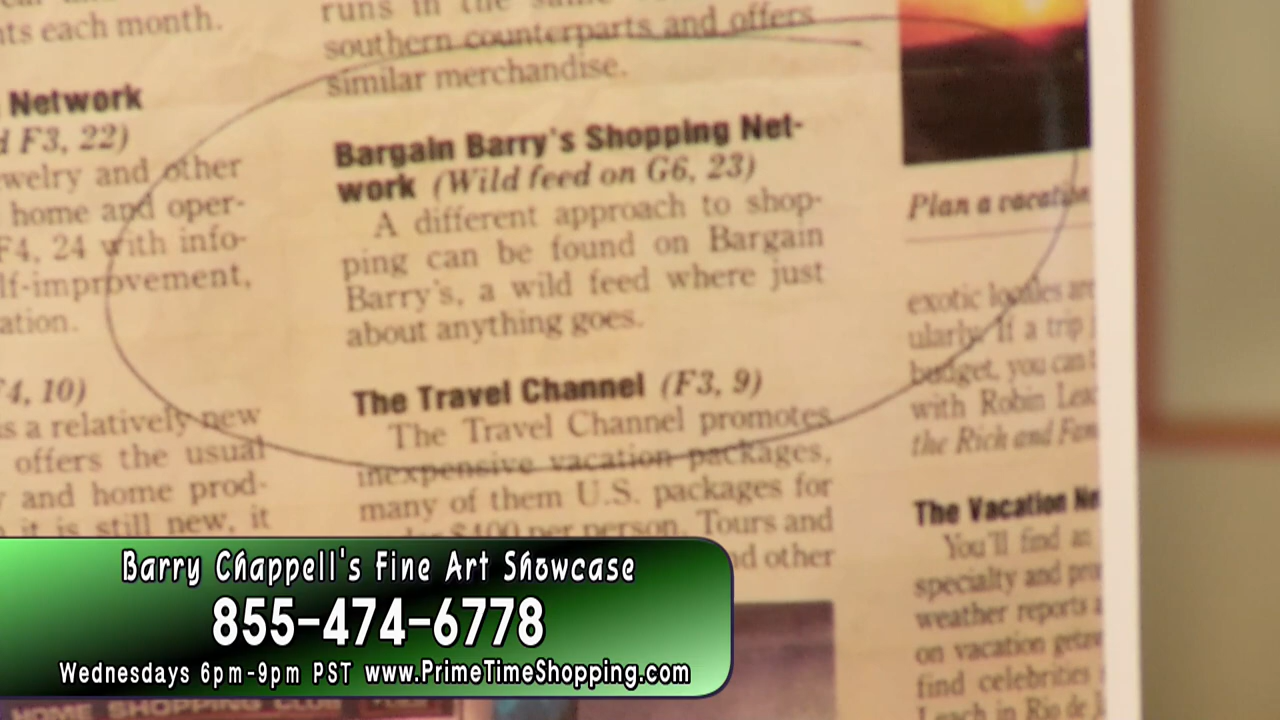 nts each month.
Network
F3, 22)
welry and other
home and oper-
F4, 24 with info-
lf-improvement,
ation.
F4, 10)
s a relatively new
offers the usual
and home prod-
it is still new, it
runs in the same
southern counterparts and offers
similar merchandise.
Bargain Barry's Shopping Net-
work (Wild feed on G6, 23)
A different approach to shop-
ping can be found on Bargain
Barry's, a wild feed where just
about anything goes.
The Travel Channel (F3, 9)
The Travel Channel promotes
inexpensive vacation packages,
many of them U.S. packages for
$400 per person. Tours and
nd other
Plan a vacation
exotic locales are
ularly. If a trip
budget, you can
with Robin Leac
the Rich and Fam
The Vacation Ne
You'll find an
specialty and pro
weather reports a
on vacation getaw
find celebrities
Leach in Rio de J
Barry Chappell's Fine Art Showcase
855-474-6778
Wednesdays 6pm-9pm PST www.PrimeTimeShopping.com
HOME SHOPPING CLUB